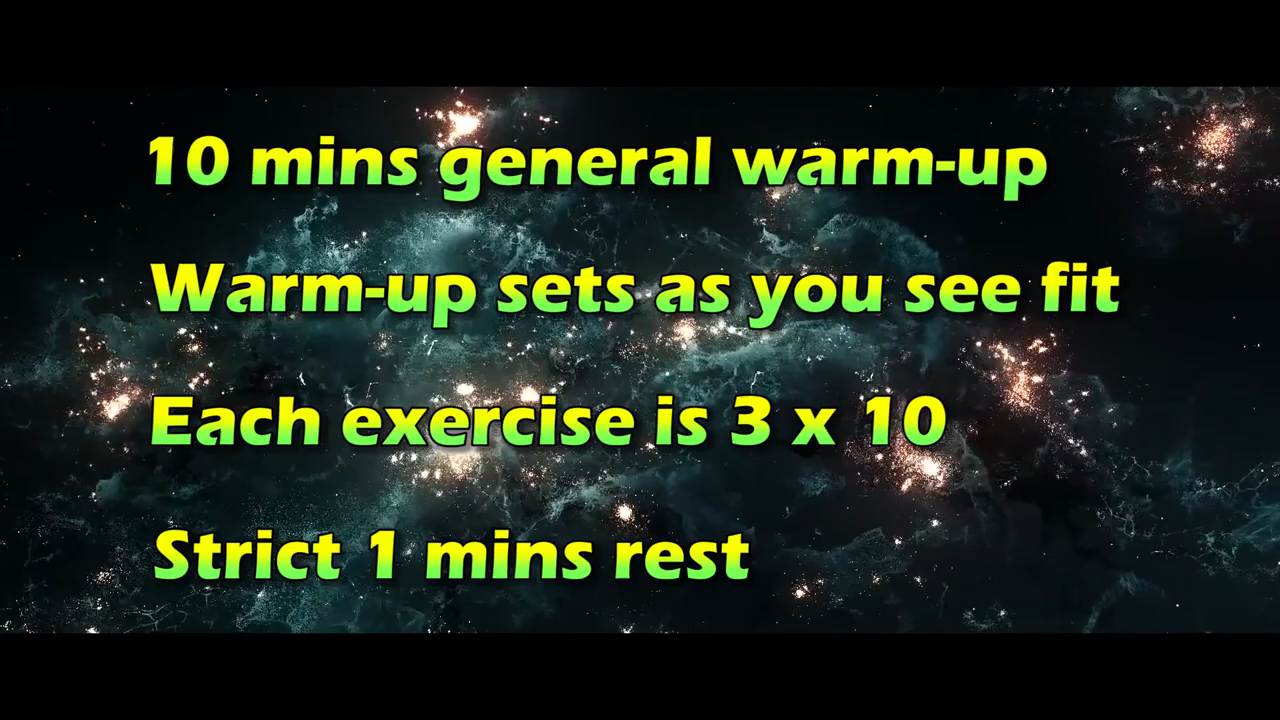 10 mins general warm-up
Warm-up sets as you see fit
Each exercise is 3 x 10
Strict 1 mins rest